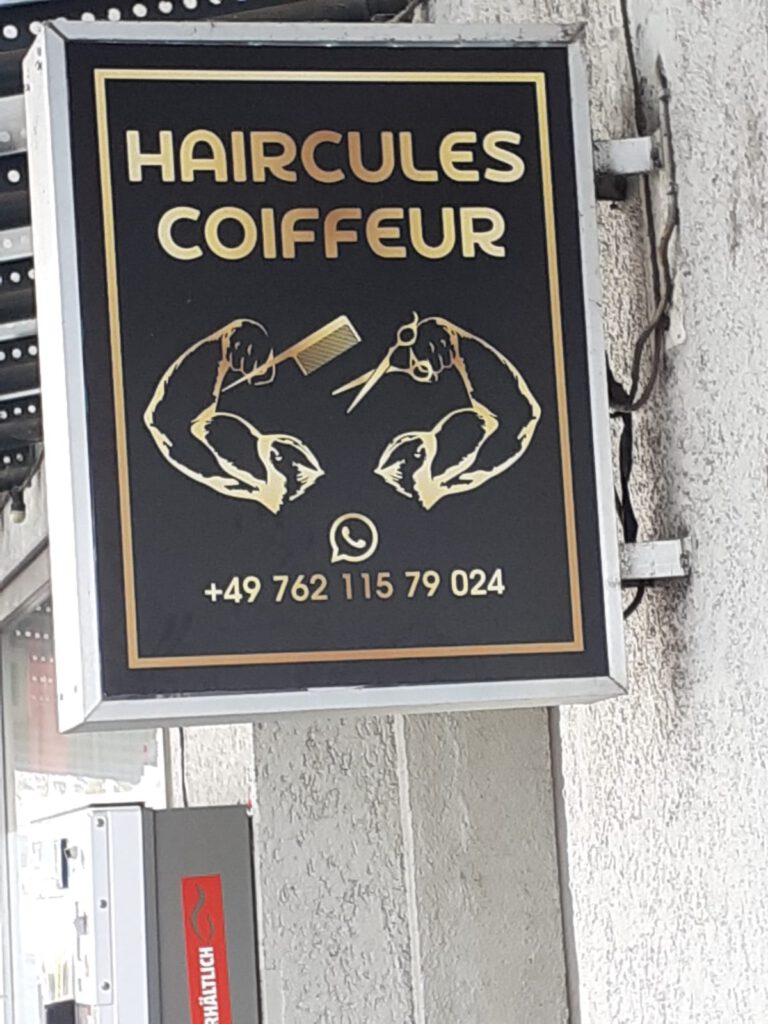 HAIRCULES
COIFFEUR
+49 762 115 79 024